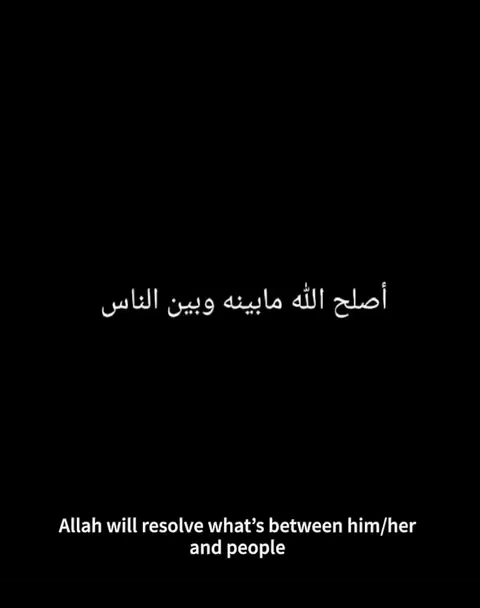 أصلح الله مابينه وبين الناس
Allah will resolve what’s between him/her
and people